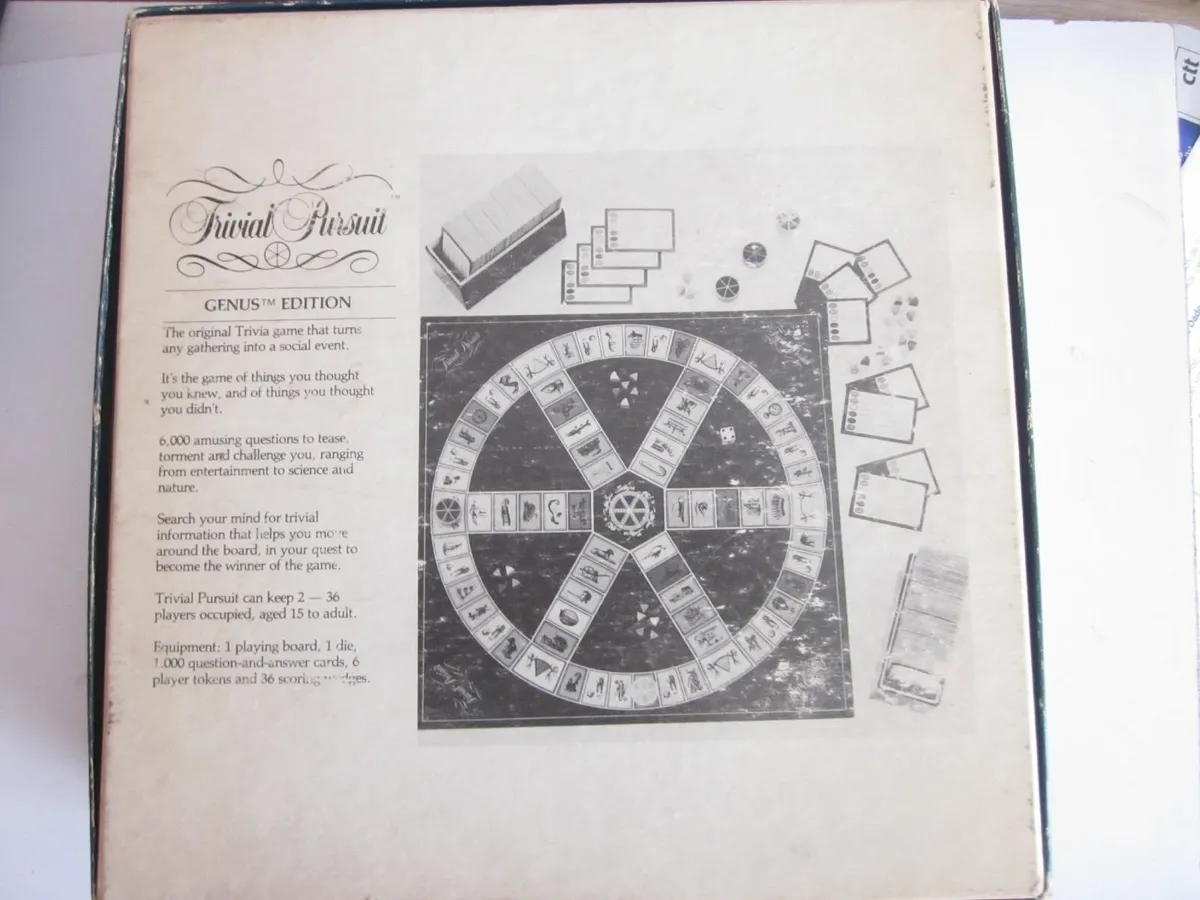 Trivial Pursuit™
GENUS™ EDITION
The original Trivia game that turns
any gathering into a social event.
It's the game of things you thought
you knew, and of things you thought
you didn't.
6,000 amusing questions to tease,
torment and challenge you, ranging
from entertainment to science and
nature.
Search your mind for trivial
information that helps you move
around the board, in your quest to
become the winner of the game.
Trivial Pursuit can keep 2 — 36
players occupied, aged 15 to adult.
Equipment: 1 playing board, 1 die,
1.000 question-and-answer cards, 6
player tokens and 36 scoring wedges.
ctt